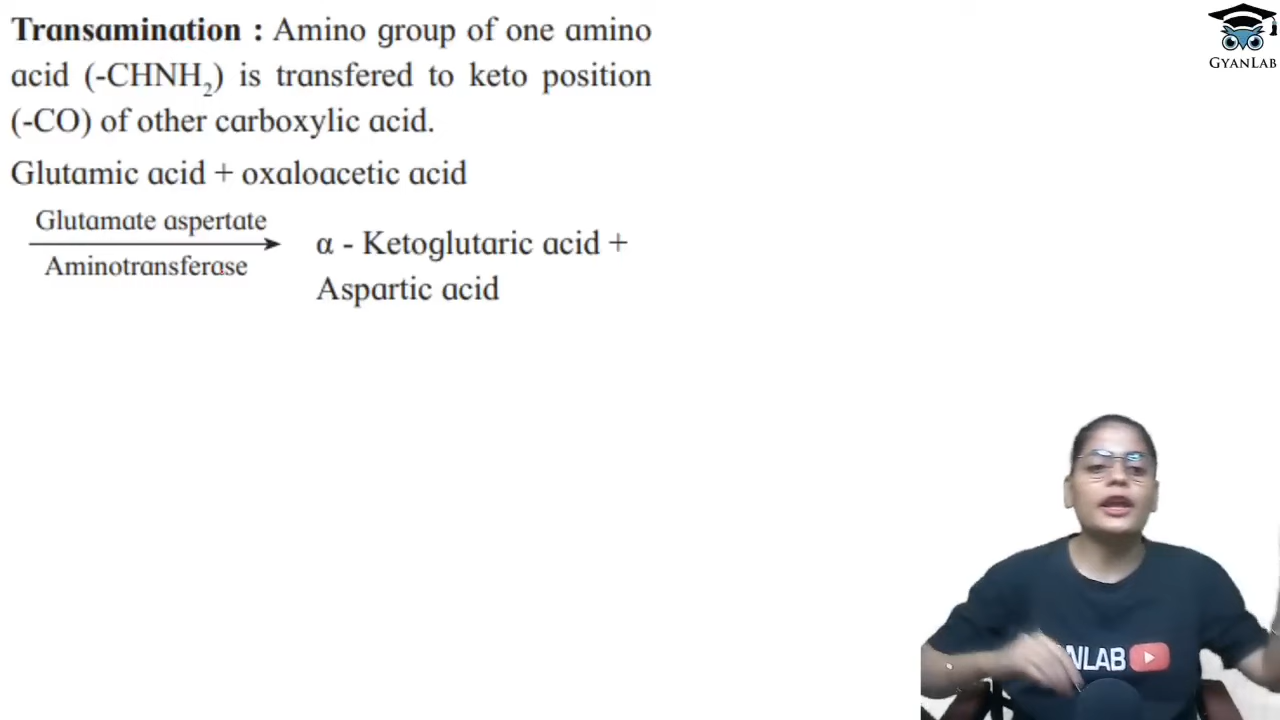 Transamination : Amino group of one amino
acid (-CHNH₂) is transfered to keto position
(-CO) of other carboxylic acid.
Glutamic acid + oxaloacetic acid
Glutamate aspertate
Aminotransferase
α - Ketoglutaric acid +
Aspartic acid
GYANLAB
NLAB